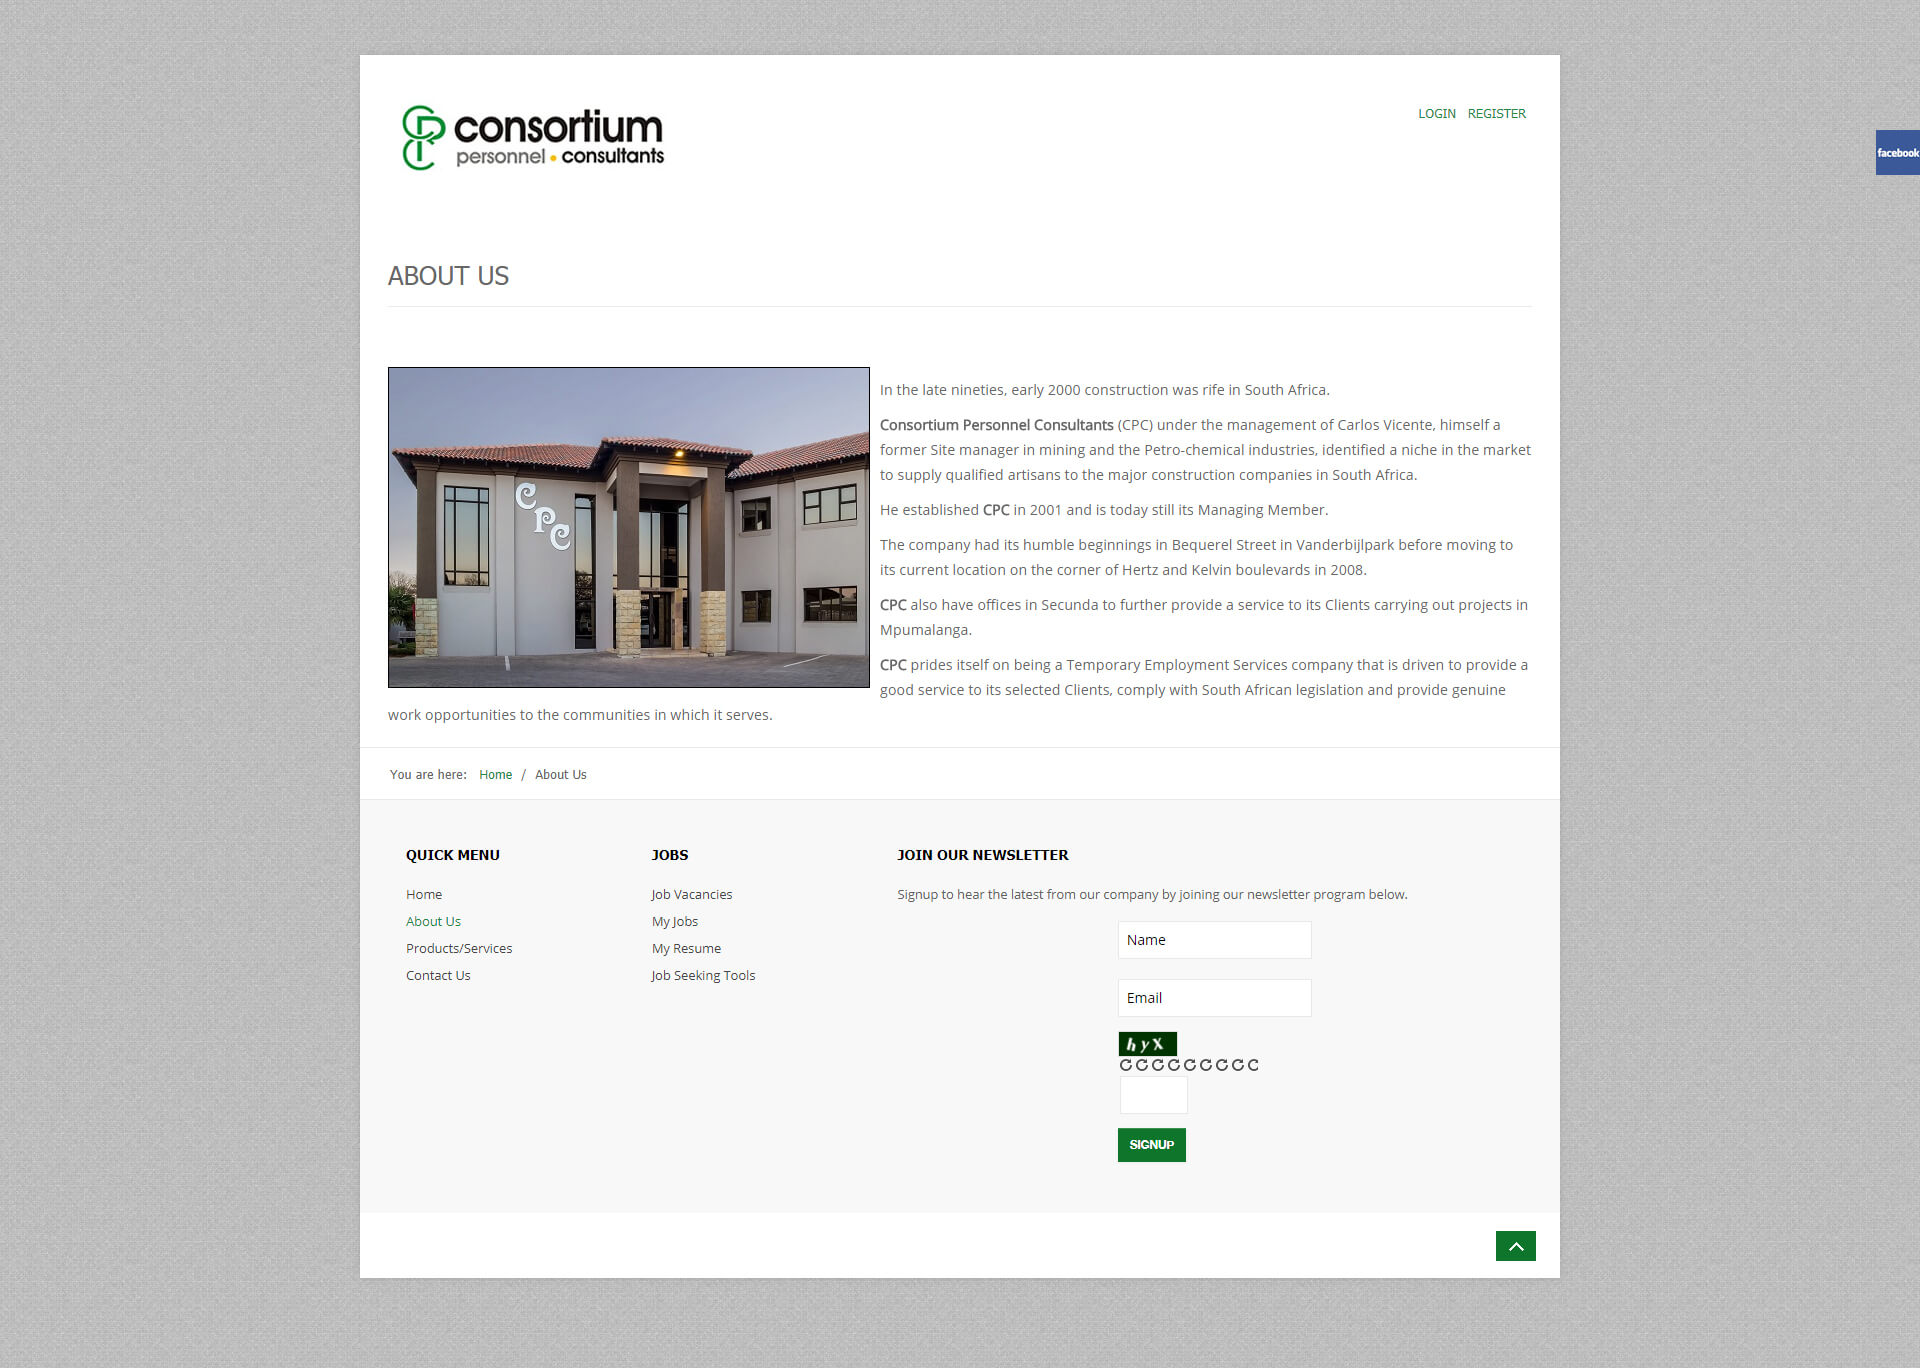 consortium
personnel • consultants
LOGIN REGISTER
facebook
ABOUT US
CPC
In the late nineties, early 2000 construction was rife in South Africa.
Consortium Personnel Consultants (CPC) under the management of Carlos Vicente, himself a
former Site manager in mining and the Petro-chemical industries, identified a niche in the market
to supply qualified artisans to the major construction companies in South Africa.
He established CPC in 2001 and is today still its Managing Member.
The company had its humble beginnings in Bequerel Street in Vanderbijlpark before moving to
its current location on the corner of Hertz and Kelvin boulevards in 2008.
CPC also have offices in Secunda to further provide a service to its Clients carrying out projects in
Mpumalanga.
CPC prides itself on being a Temporary Employment Services company that is driven to provide a
good service to its selected Clients, comply with South African legislation and provide genuine
work opportunities to the communities in which it serves.
You are here: Home / About Us
QUICK MENU
Home
About Us
Products/Services
Contact Us
JOBS
Job Vacancies
My Jobs
My Resume
Job Seeking Tools
JOIN OUR NEWSLETTER
Signup to hear the latest from our company by joining our newsletter program below.
Name
Email
hyX
SIGNUP